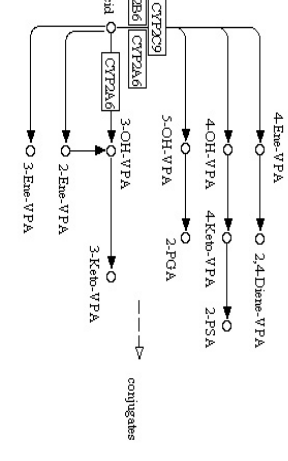 cid
2B6
CYP2C9
CYP2A6
CYP2A6
4-Ene-VPA
4-OH-VPA
5-OH-VPA
3-OH-VPA
2-Ene-VPA
3-Ene-VPA
2,4-Diene-VPA
4-Keto-VPA
2-PGA
3-Keto-VPA
2-PSA
conjugates